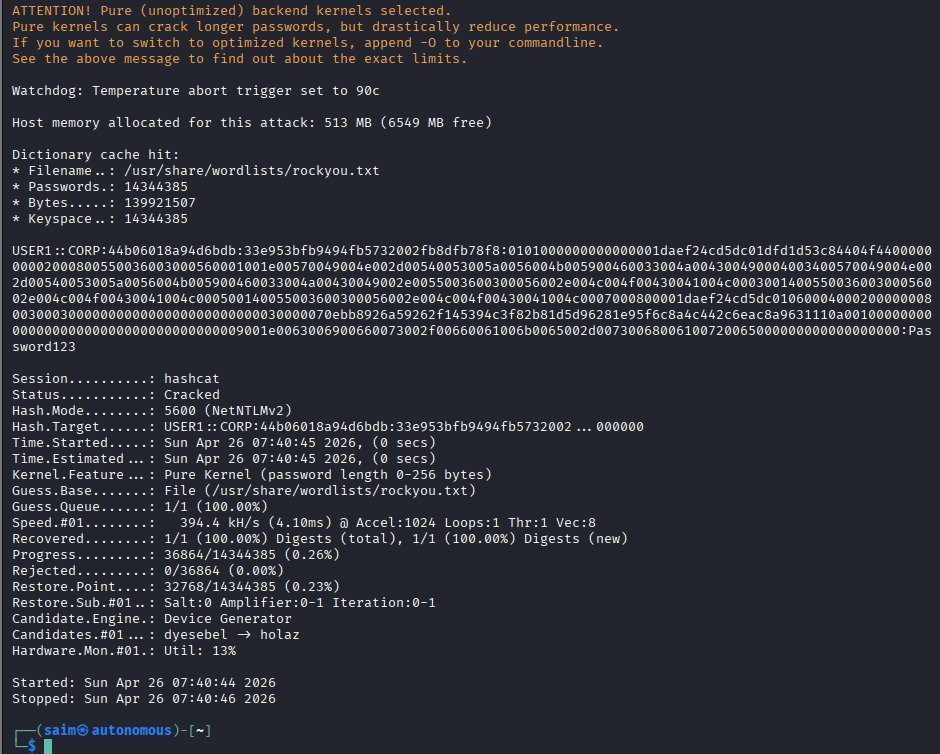 ATTENTION! Pure (unoptimized) backend kernels selected.
Pure kernels can crack longer passwords, but drastically reduce performance.
If you want to switch to optimized kernels, append -O to your commandline.
See the above message to find out about the exact limits.
Watchdog: Temperature abort trigger set to 90c
Host memory allocated for this attack: 513 MB (6549 MB free)
Dictionary cache hit:
* Filename..: /usr/share/wordlists/rockyou.txt
* Passwords.: 14344385
* Bytes.....: 139921507
* Keyspace..: 14344385
USER1::CORP:44b06018a94d6bdb:33e953bfb9494fb5732002fb8dfb78f8:0101000000000000001daef24cd5dc01dfd1d53c84404f4400000
000020008005500360030005600010 01e00570049004e002d00540053005a0056004b005900460033004a00430049000400340057004900 4e00
2d00540053005a0056004b005900460033004a00430049002e00550036003000560 02e004c004f00430041004c000300140055003600300056
002e004c004f00430041004c000500140055003600300056002e004c004f00430041004c0007000800001daef24cd5dc0106000400020000000 8
0030003000000000000000000000000030000070ebb8926a59262f145394c3f82b81d5d96281e95f6c8a4c442c6eac8a9631110a00100000000
000000000000000000000000000009001e0063006900660073002f00660061006b0065002d007300680061007200650000000000000000 00:Pas
sword123
Session..........: hashcat
Status...........: Cracked
Hash.Mode........: 5600 (NetNTLMv2)
Hash.Target......: USER1::CORP:44b06018a94d6bdb:33e953bfb9494fb5732002...000000
Time.Started.....: Sun Apr 26 07:40:45 2026, (0 secs)
Time.Estimated...: Sun Apr 26 07:40:45 2026, (0 secs)
Kernel.Feature...: Pure Kernel (password length 0-256 bytes)
Guess.Base.......: File (/usr/share/wordlists/rockyou.txt)
Guess.Queue......: 1/1 (100.00%)
Speed.#01........:   394.4 kH/s (4.10ms) @ Accel:1024 Loops:1 Thr:1 Vec:8
Recovered........: 1/1 (100.00%) Digests (total), 1/1 (100.00%) Digests (new)
Progress.........: 36864/14344385 (0.26%)
Rejected.........: 0/36864 (0.00%)
Restore.Point....: 32768/14344385 (0.23%)
Restore.Sub.#01..: Salt:0 Amplifier:0-1 Iteration:0-1
Candidate.Engine.: Device Generator
Candidates.#01...: dyesebel -> holaz
Hardware.Mon.#01.: Util: 13%
Started: Sun Apr 26 07:40:44 2026
Stopped: Sun Apr 26 07:40:46 2026
┌──(saim㉿autonomous)-[~]
└─$